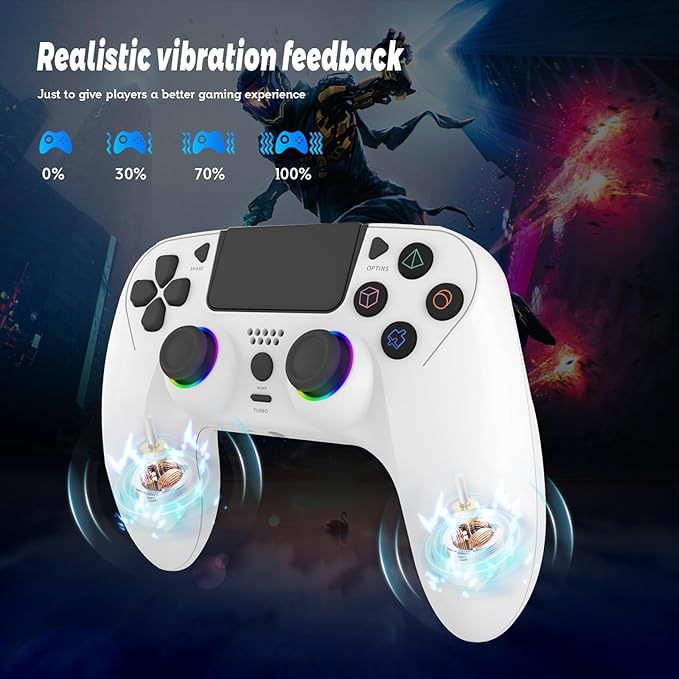 Realistic vibration feedback
Just to give players a better gaming experience
0% 30% 70% 100%
SHARE
OPTINS
HOME
TURBO